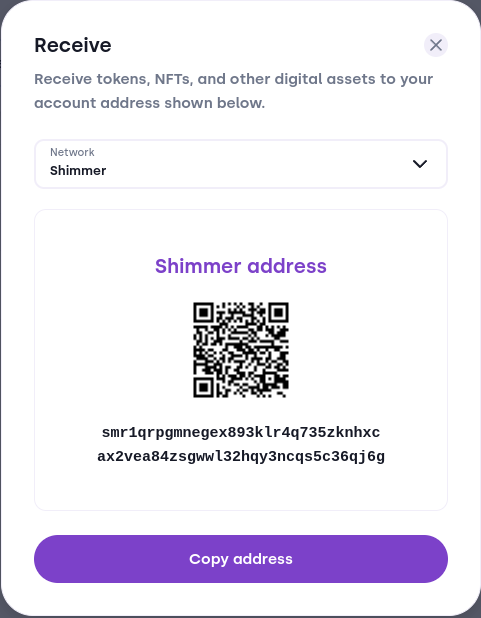 Receive
Receive tokens, NFTs, and other digital assets to your
account address shown below.
Network
Shimmer
Shimmer address
smr1qrpgmnegex893klr4q735zknhxc
ax2vea84zsgwwl32hqy3ncqs5c36qj6g
Copy address